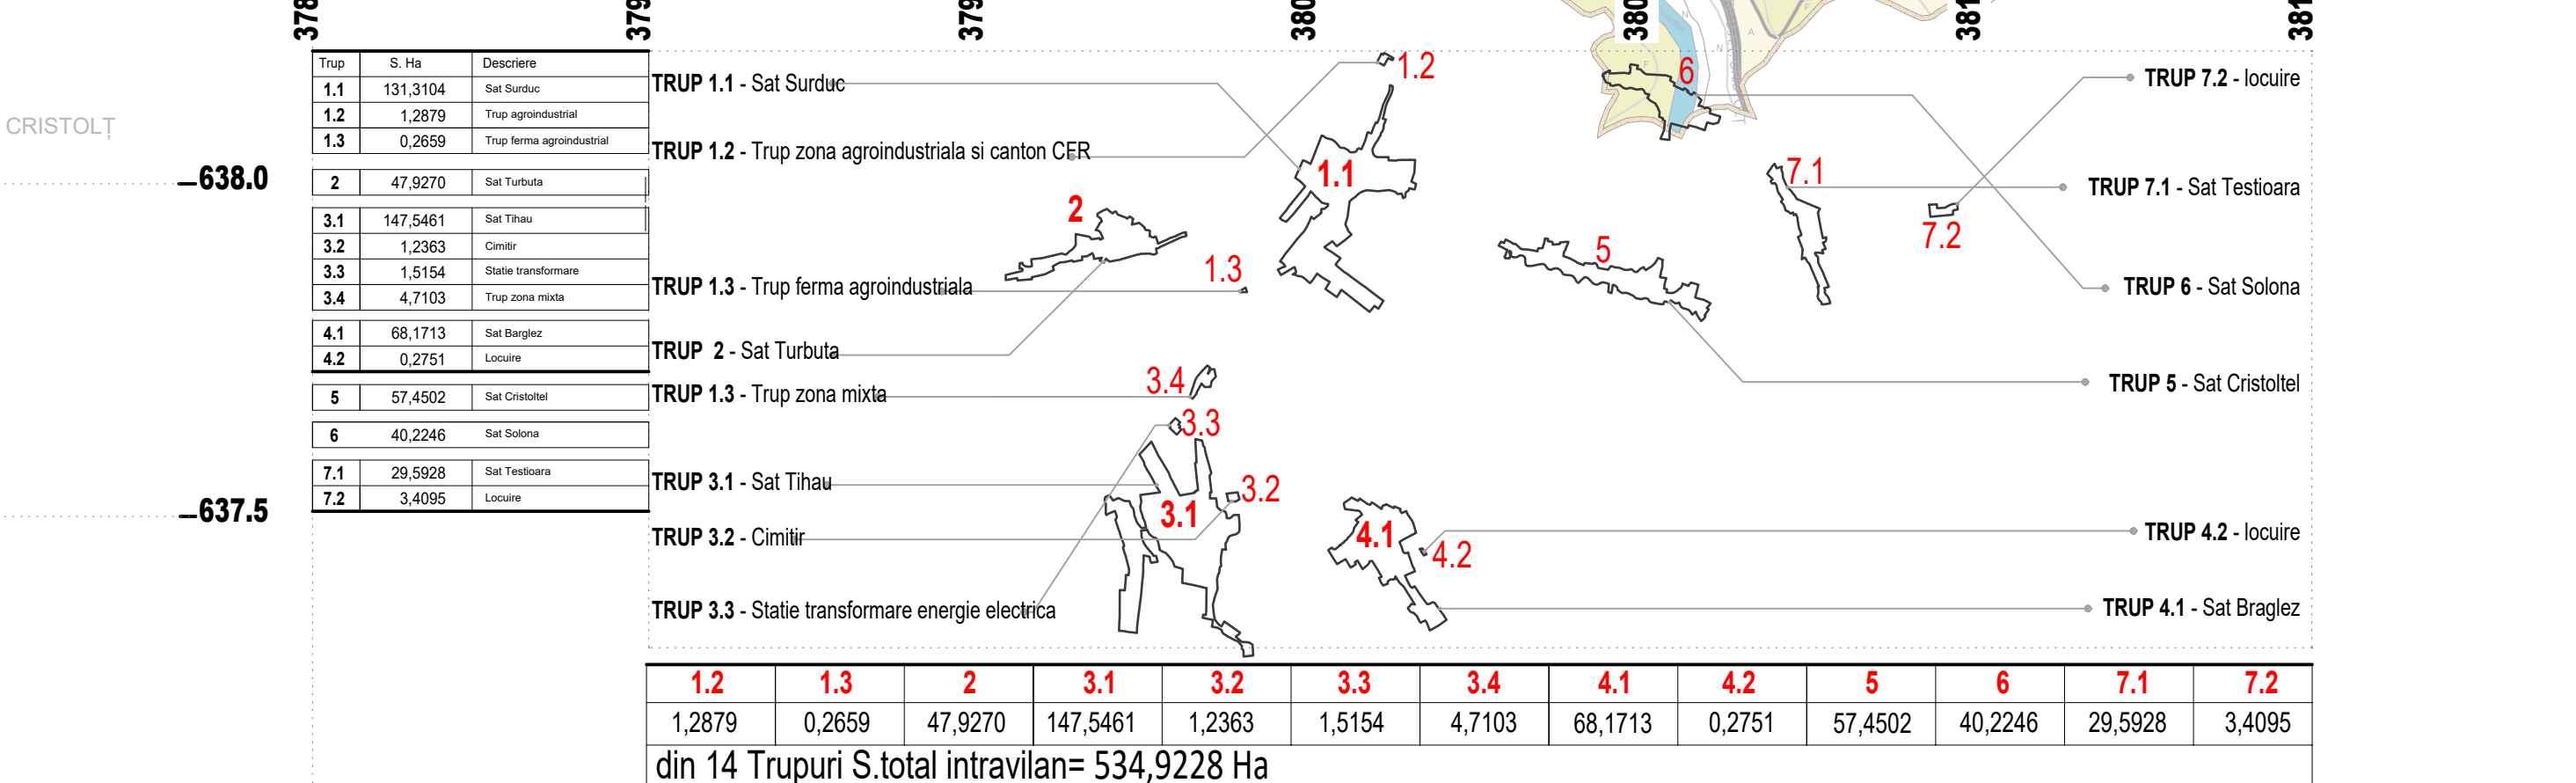 378
379
379
380
380
381
381
CRISTOLȚ
638.0
637.5
Trup S. Ha Descriere
1.1 131,3104 Sat Surduc
1.2 1,2879 Trup agroindustrial
1.3 0,2659 Trup ferma agroindustrial
2 47,9270 Sat Turbuta
3.1 147,5461 Sat Tihau
3.2 1,2363 Cimitir
3.3 1,5154 Statie transformare
3.4 4,7103 Trup zona mixta
4.1 68,1713 Sat Barglez
4.2 0,2751 Locuire
5 57,4502 Sat Cristoltel
6 40,2246 Sat Solona
7.1 29,5928 Sat Testioara
7.2 3,4095 Locuire
TRUP 1.1 - Sat Surduc
TRUP 1.2 - Trup zona agroindustriala si canton CFR
TRUP 1.3 - Trup ferma agroindustriala
TRUP 2 - Sat Turbuta
TRUP 1.3 - Trup zona mixta
TRUP 3.1 - Sat Tihau
TRUP 3.2 - Cimitir
TRUP 3.3 - Statie transformare energie electrica
1.2
1.1
2
1.3
3.4
3.3
3.2
3.1
4.1
4.2
5
6
7.1
7.2
N
F
F
A
N
TRUP 7.2 - locuire
TRUP 7.1 - Sat Testioara
TRUP 6 - Sat Solona
TRUP 5 - Sat Cristoltel
TRUP 4.2 - locuire
TRUP 4.1 - Sat Braglez
1.2 1.3 2 3.1 3.2 3.3 3.4 4.1 4.2 5 6 7.1 7.2
1,2879 0,2659 47,9270 147,5461 1,2363 1,5154 4,7103 68,1713 0,2751 57,4502 40,2246 29,5928 3,4095
din 14 Trupuri S.total intravilan= 534,9228 Ha